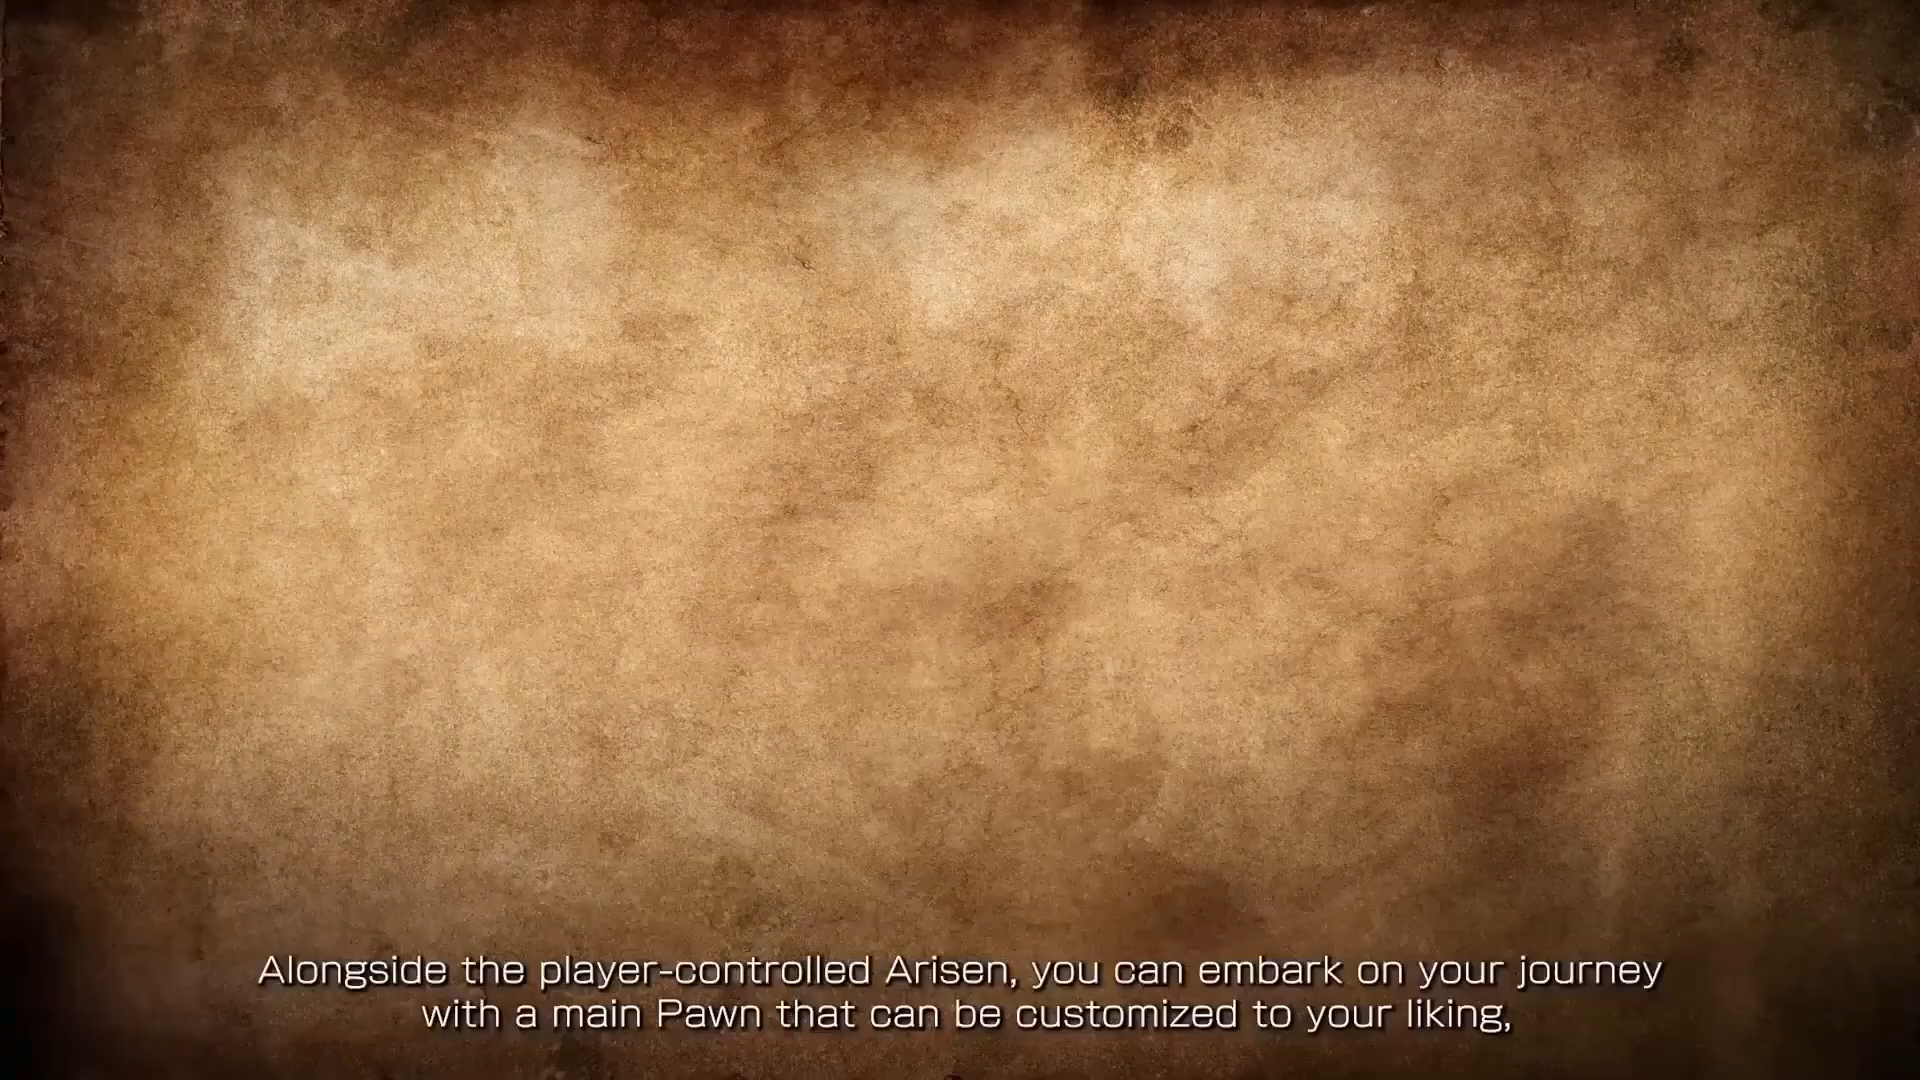 Alongside the player-controlled Arisen, you can embark on your journey
with a main Pawn that can be customized to your liking,